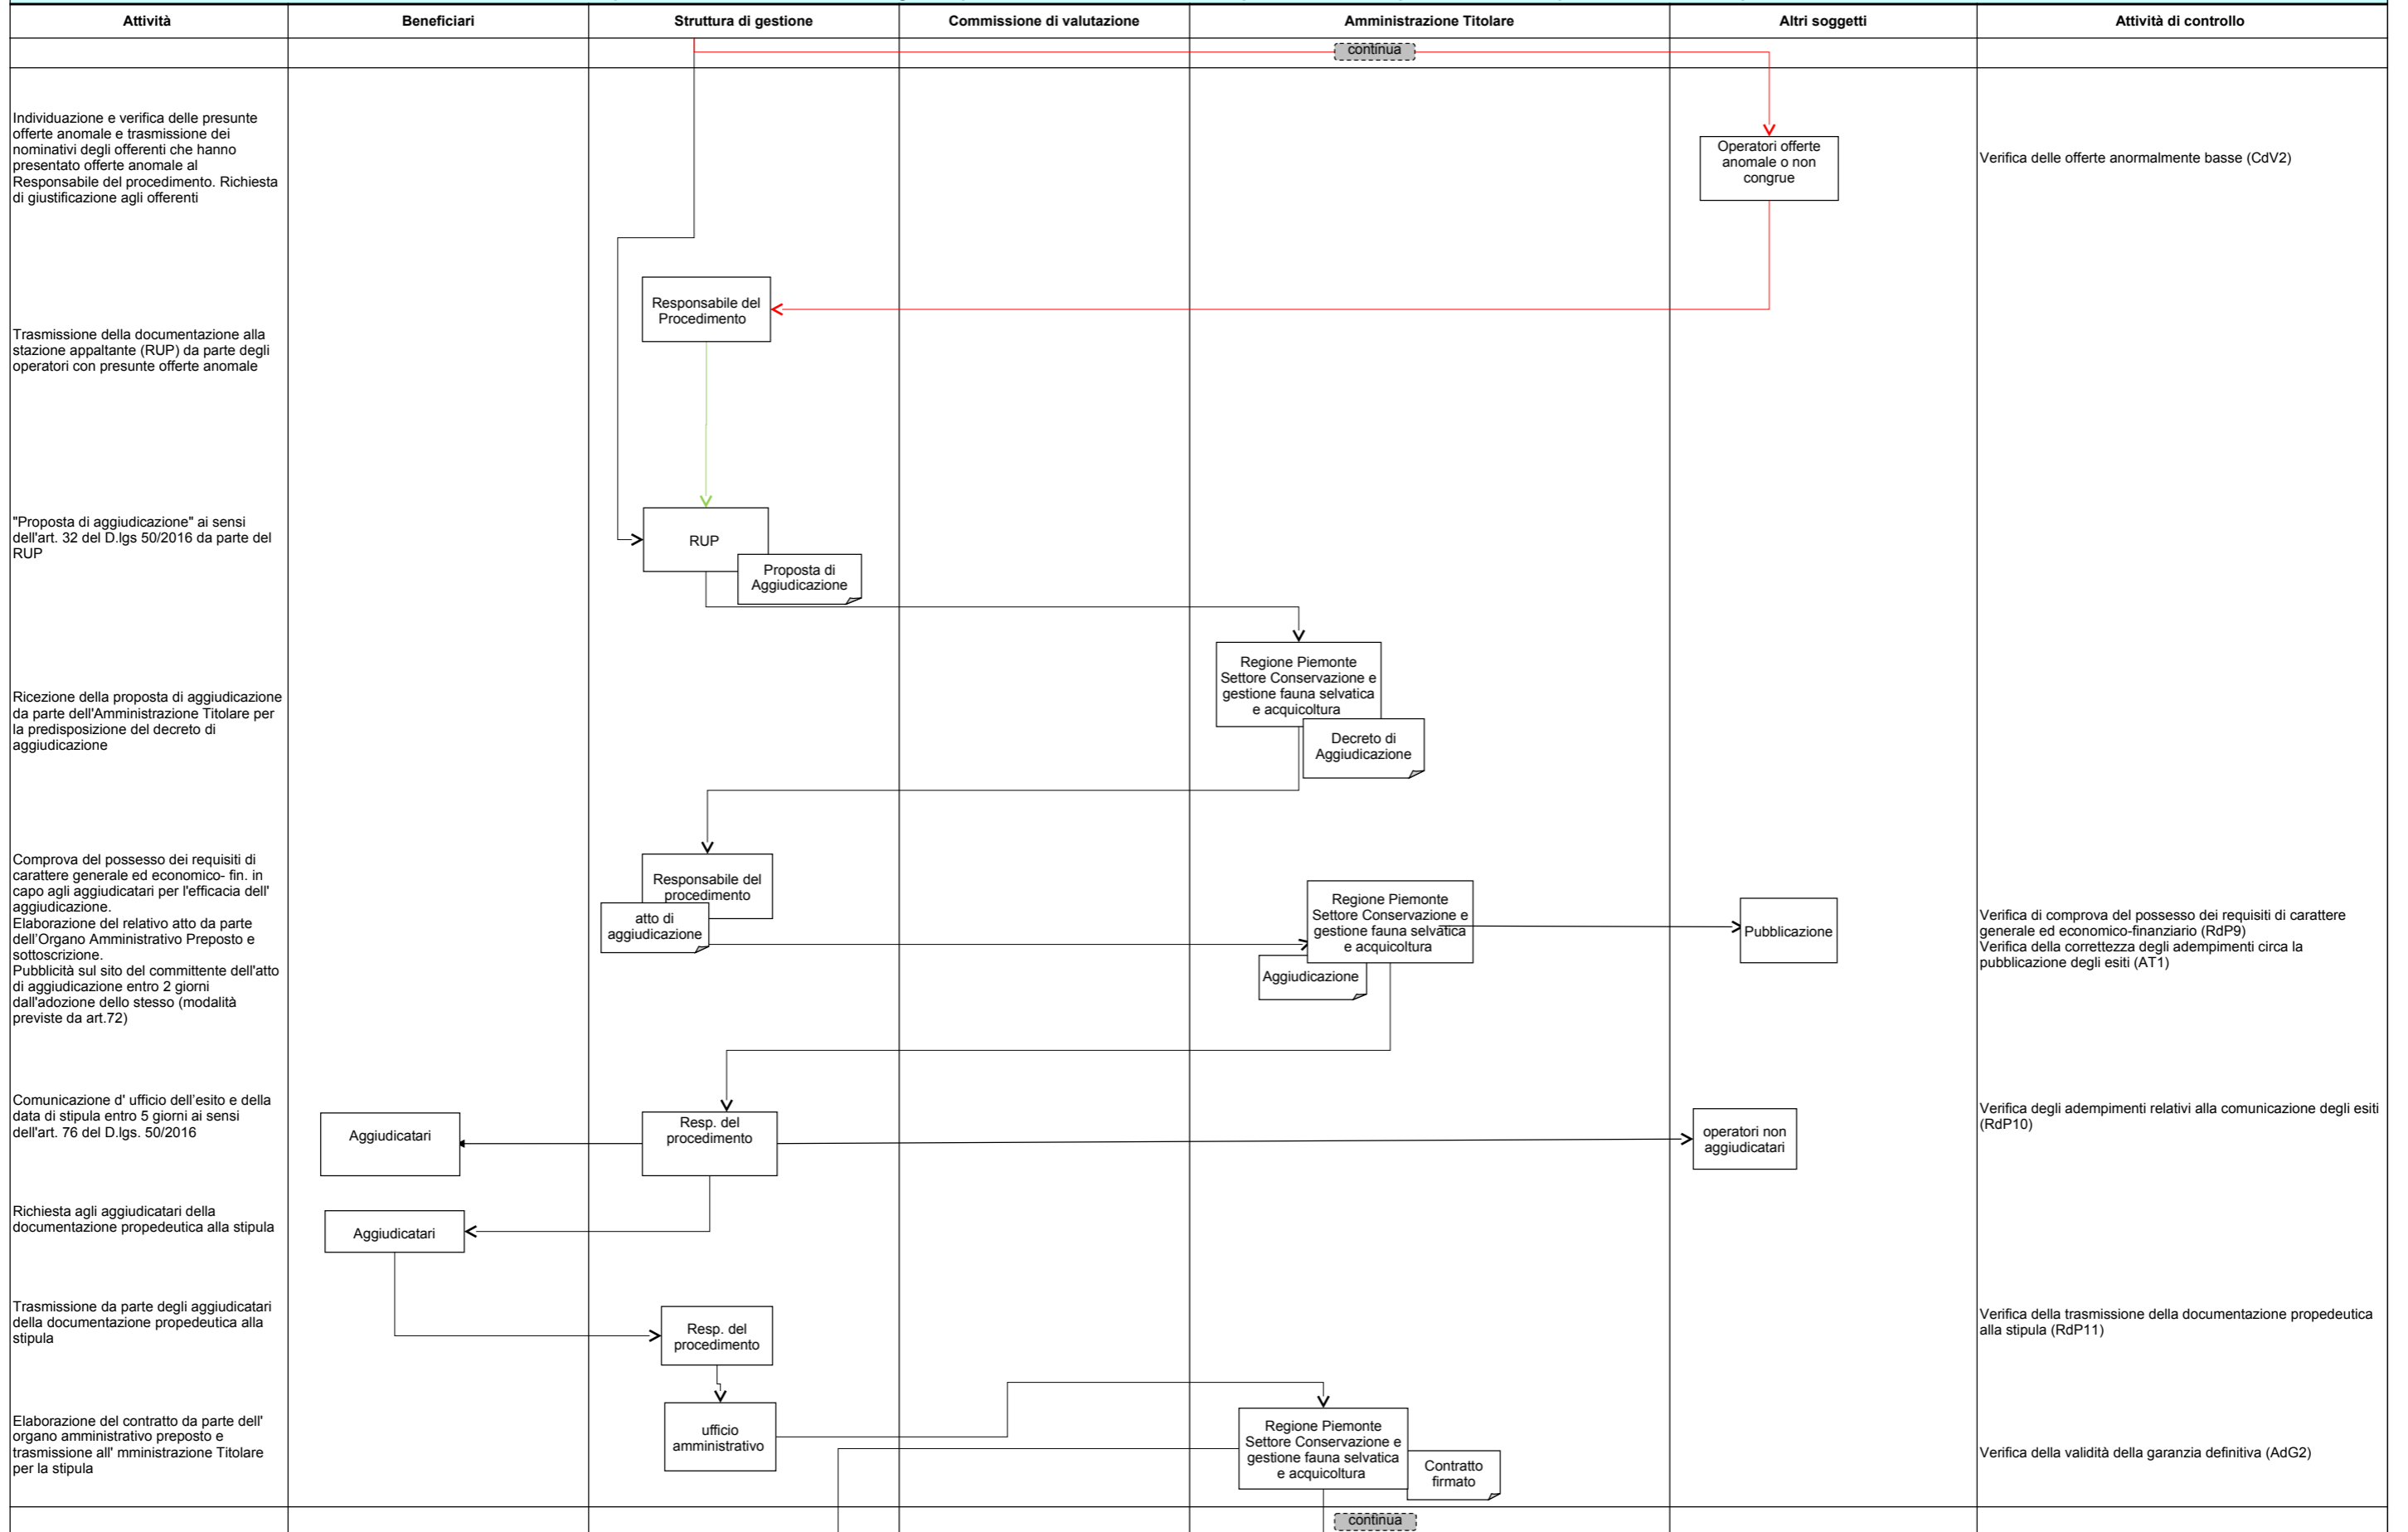 Attività
Beneficiari
Struttura di gestione
Commissione di valutazione
Amministrazione Titolare
Altri soggetti
Attività di controllo
continua
Individuazione e verifica delle presunte
offerte anomale e trasmissione dei
nominativi degli offerenti che hanno
presentato offerte anomale al
Responsabile del procedimento. Richiesta
di giustificazione agli offerenti
Operatori offerte
anomale o non
congrue
Verifica delle offerte anormalmente basse (CdV2)
Trasmissione della documentazione alla
stazione appaltante (RUP) da parte degli
operatori con presunte offerte anomale
Responsabile del
Procedimento
"Proposta di aggiudicazione" ai sensi
dell'art. 32 del D.lgs 50/2016 da parte del
RUP
RUP
Proposta di
Aggiudicazione
Ricezione della proposta di aggiudicazione
da parte dell'Amministrazione Titolare per
la predisposizione del decreto di
aggiudicazione
Regione Piemonte
Settore Conservazione e
gestione fauna selvatica
e acquicoltura
Decreto di
Aggiudicazione
Comprova del possesso dei requisiti di
carattere generale ed economico- fin. in
capo agli aggiudicatari per l'efficacia dell'
aggiudicazione.
Elaborazione del relativo atto da parte
dell'Organo Amministrativo Preposto e
sottoscrizione.
Pubblicità sul sito del committente dell'atto
di aggiudicazione entro 2 giorni
dall'adozione dello stesso (modalità
previste da art.72)
Responsabile del
procedimento
atto di
aggiudicazione
Regione Piemonte
Settore Conservazione e
gestione fauna selvatica
e acquicoltura
Aggiudicazione
Pubblicazione
Verifica di comprova del possesso dei requisiti di carattere
generale ed economico-finanziario (RdP9)
Verifica della correttezza degli adempimenti circa la
pubblicazione degli esiti (AT1)
Comunicazione d' ufficio dell'esito e della
data di stipula entro 5 giorni ai sensi
dell'art. 76 del D.lgs. 50/2016
Aggiudicatari
Resp. del
procedimento
operatori non
aggiudicatari
Verifica degli adempimenti relativi alla comunicazione degli esiti
(RdP10)
Richiesta agli aggiudicatari della
documentazione propedeutica alla stipula
Aggiudicatari
Trasmissione da parte degli aggiudicatari
della documentazione propedeutica alla
stipula
Resp. del
procedimento
Verifica della trasmissione della documentazione propedeutica
alla stipula (RdP11)
Elaborazione del contratto da parte dell'
organo amministrativo preposto e
trasmissione all' mministrazione Titolare
per la stipula
ufficio
amministrativo
Regione Piemonte
Settore Conservazione e
gestione fauna selvatica
e acquicoltura
Contratto
firmato
Verifica della validità della garanzia definitiva (AdG2)
continua